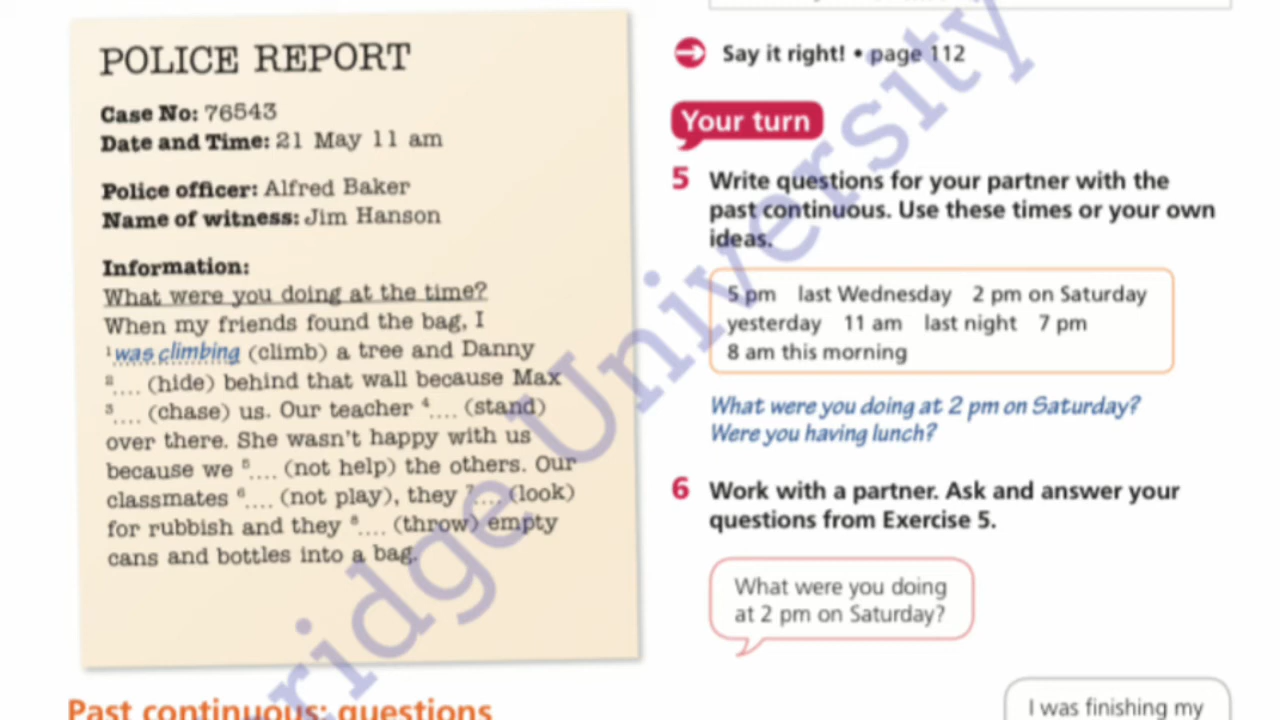 POLICE REPORT
Case No: 76543
Date and Time: 21 May 11 am
Police officer: Alfred Baker
Name of witness: Jim Hanson
Information:
What were you doing at the time?
When my friends found the bag, I
1 was climbing (climb) a tree and Danny
2 .... (hide) behind that wall because Max
3 .... (chase) us. Our teacher 4 .... (stand)
over there. She wasn't happy with us
because we 5 .... (not help) the others. Our
classmates 6 .... (not play), they 7 .... (look)
for rubbish and they 8 .... (throw) empty
cans and bottles into a bag.
Past continuous: questions
Say it right! • page 112
Your turn
5 Write questions for your partner with the
past continuous. Use these times or your own
ideas.
5 pm last Wednesday 2 pm on Saturday
yesterday 11 am last night 7 pm
8 am this morning
What were you doing at 2 pm on Saturday?
Were you having lunch?
6 Work with a partner. Ask and answer your
questions from Exercise 5.
What were you doing
at 2 pm on Saturday?
I was finishing my
ridge University